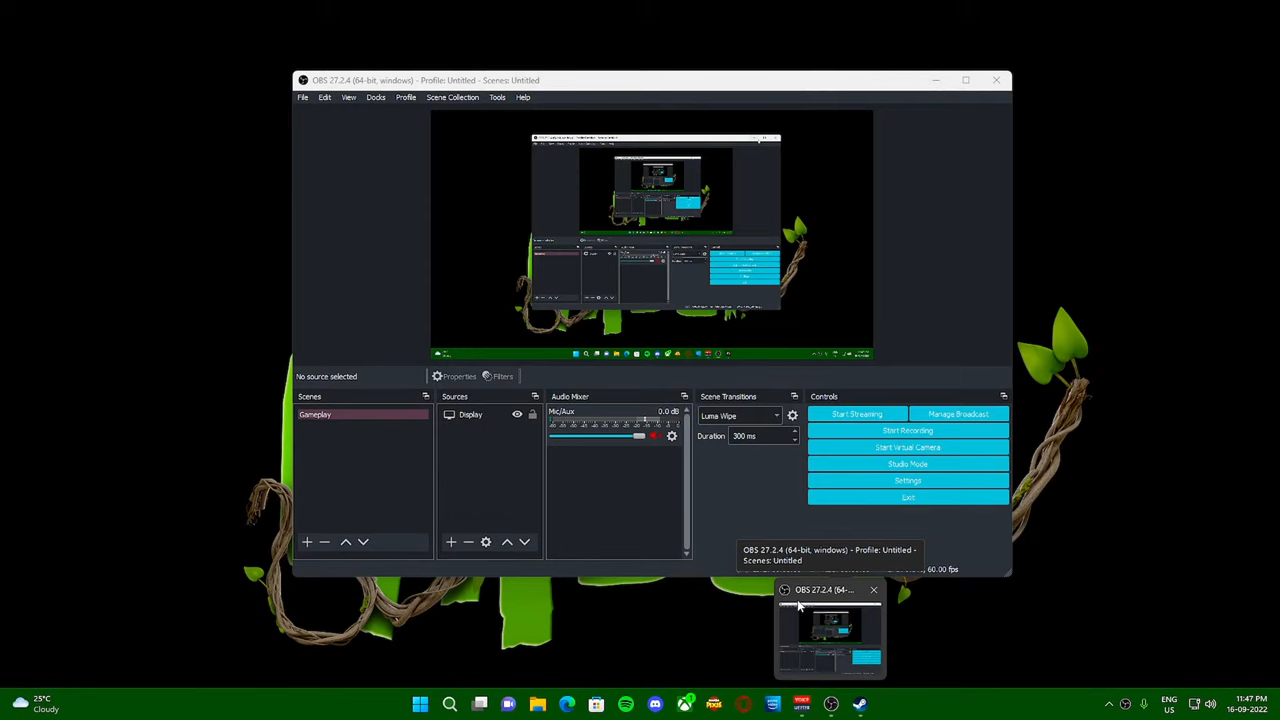 OBS 27.2.4 (64-bit, windows) - Profile: Untitled - Scenes: Untitled
File Edit View Docks Profile Scene Collection Tools Help
No source selected
Properties
Filters
Scenes
Gameplay
Sources
Display
Audio Mixer
Mic/Aux 0.0 dB
Scene Transitions
Luma Wipe
Duration 300 ms
Controls
Start Streaming
Manage Broadcast
Start Recording
Start Virtual Camera
Studio Mode
Settings
Exit
OBS 27.2.4 (64-bit, windows) - Profile: Untitled -
Scenes: Untitled
60.00 fps
OBS 27.2.4 (64-...
25°C
Cloudy
1
VOICE
ENG
US
11:47 PM
16-09-2022